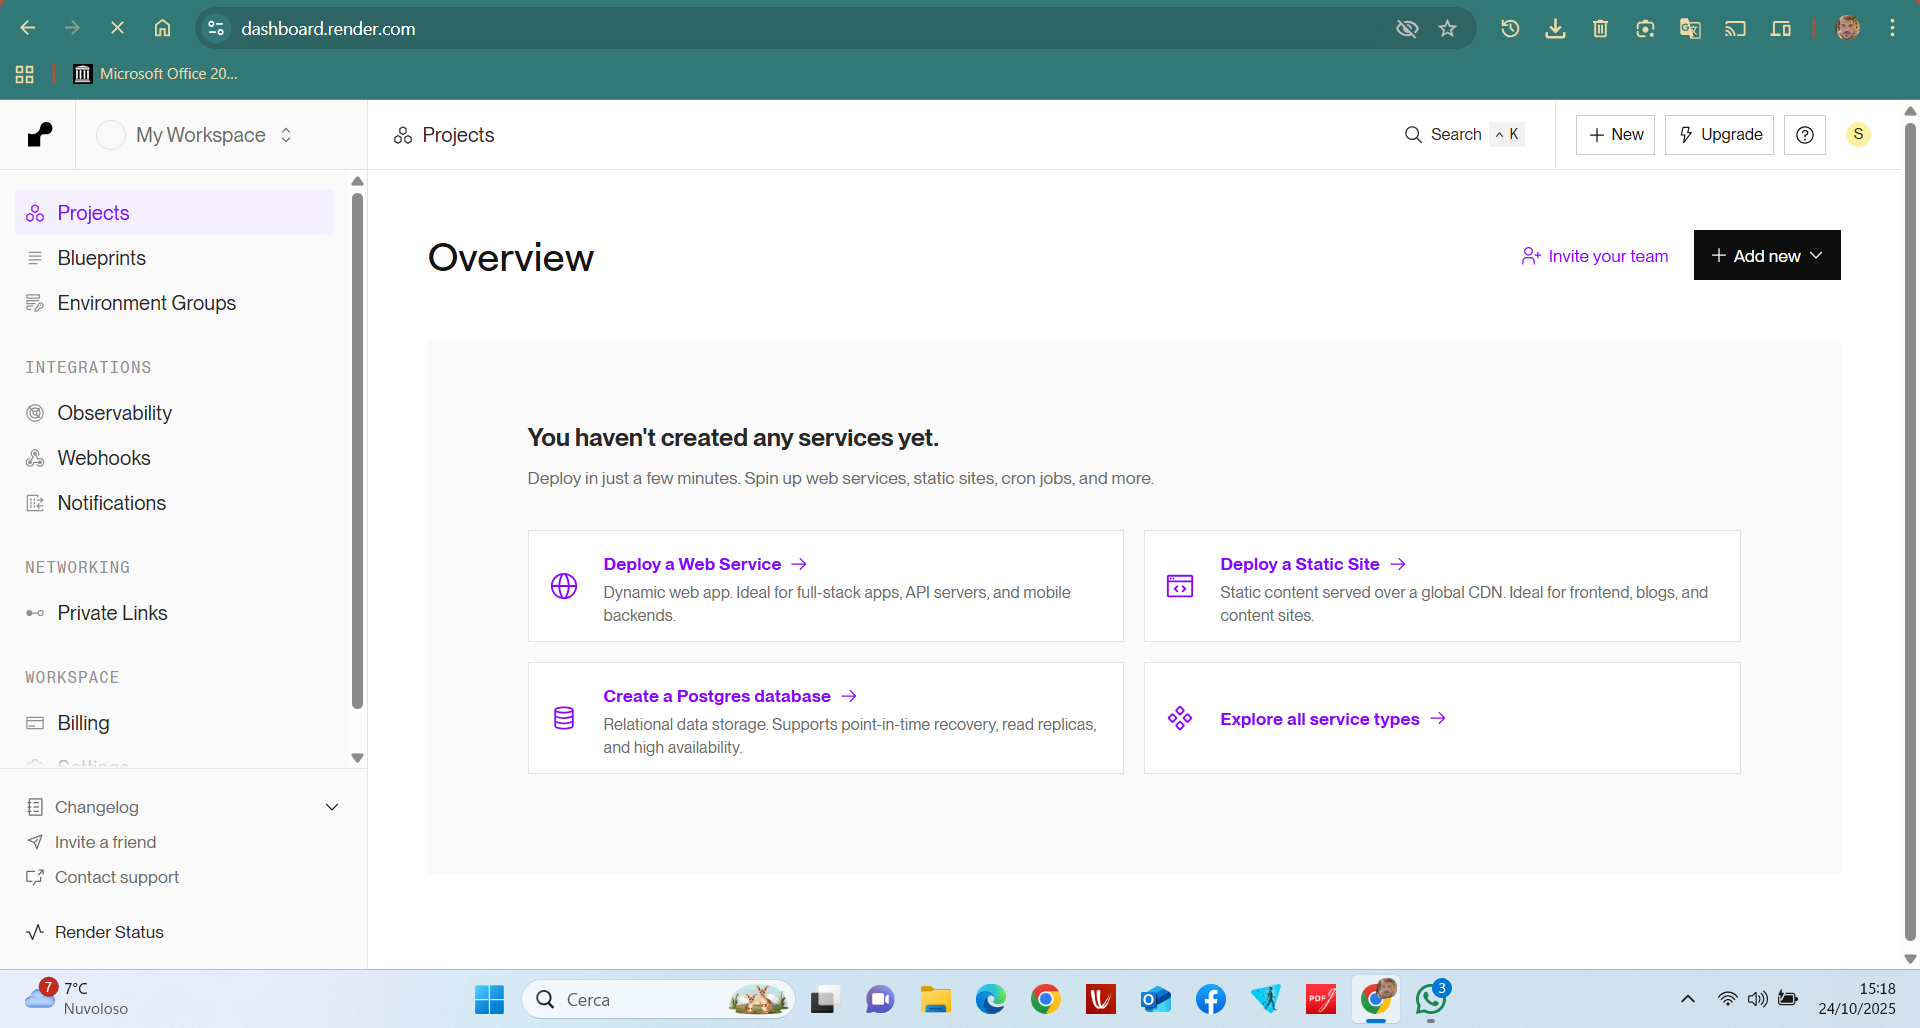 dashboard.render.com
Microsoft Office 20...
My Workspace
Projects
Search ^ K
New
Upgrade
S
Projects
Blueprints
Environment Groups
INTEGRATIONS
Observability
Webhooks
Notifications
NETWORKING
Private Links
WORKSPACE
Billing
Settings
Changelog
Invite a friend
Contact support
Render Status
Overview
Invite your team
+ Add new
You haven't created any services yet.
Deploy in just a few minutes. Spin up web services, static sites, cron jobs, and more.
Deploy a Web Service →
Dynamic web app. Ideal for full-stack apps, API servers, and mobile
backends.
Deploy a Static Site →
Static content served over a global CDN. Ideal for frontend, blogs, and
content sites.
Create a Postgres database →
Relational data storage. Supports point-in-time recovery, read replicas,
and high availability.
Explore all service types →
7
7°C
Nuvoloso
Cerca
PDF
3
15:18
24/10/2025